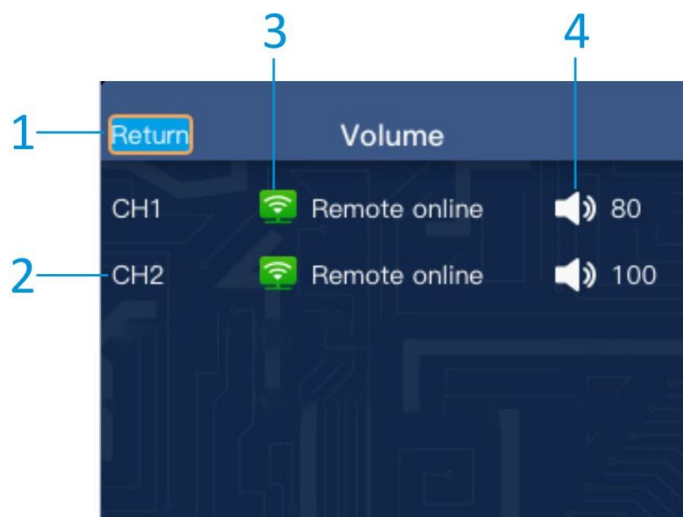 3 4
1 Return Volume
CH1 Remote online 80
2 CH2 Remote online 100